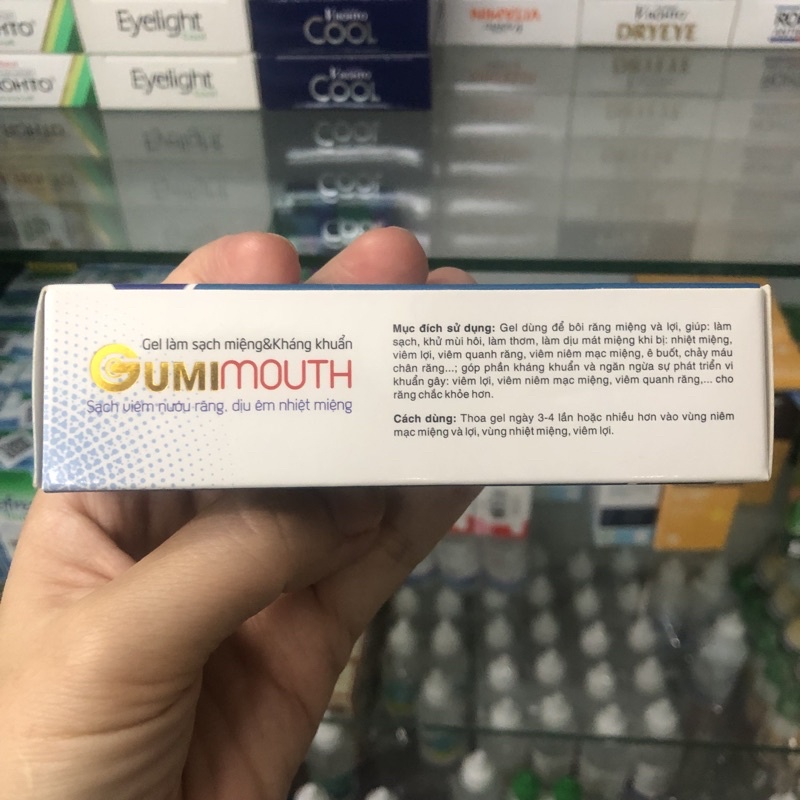 Eyelight
COOL
DRYEYE
Eyelight
V.ROHTO
COOL
Gel làm sạch miệng&Kháng khuẩn
GUMIMOUTH
Sạch viêm nướu răng, dịu êm nhiệt miệng
Mục đích sử dụng: Gel dùng để bôi răng miệng và lợi, giúp: làm
sạch, khử mùi hôi, làm thơm, làm dịu mát miệng khi bị: nhiệt miệng,
viêm lợi, viêm quanh răng, viêm niêm mạc miệng, ê buốt, chảy máu
chân răng...; góp phần kháng khuẩn và ngăn ngừa sự phát triển vi
khuẩn gây: viêm lợi, viêm niêm mạc miệng, viêm quanh răng,... cho
răng chắc khỏe hơn.
Cách dùng: Thoa gel ngày 3-4 lần hoặc nhiều hơn vào vùng niêm
mạc miệng và lợi, vùng nhiệt miệng, viêm lợi.